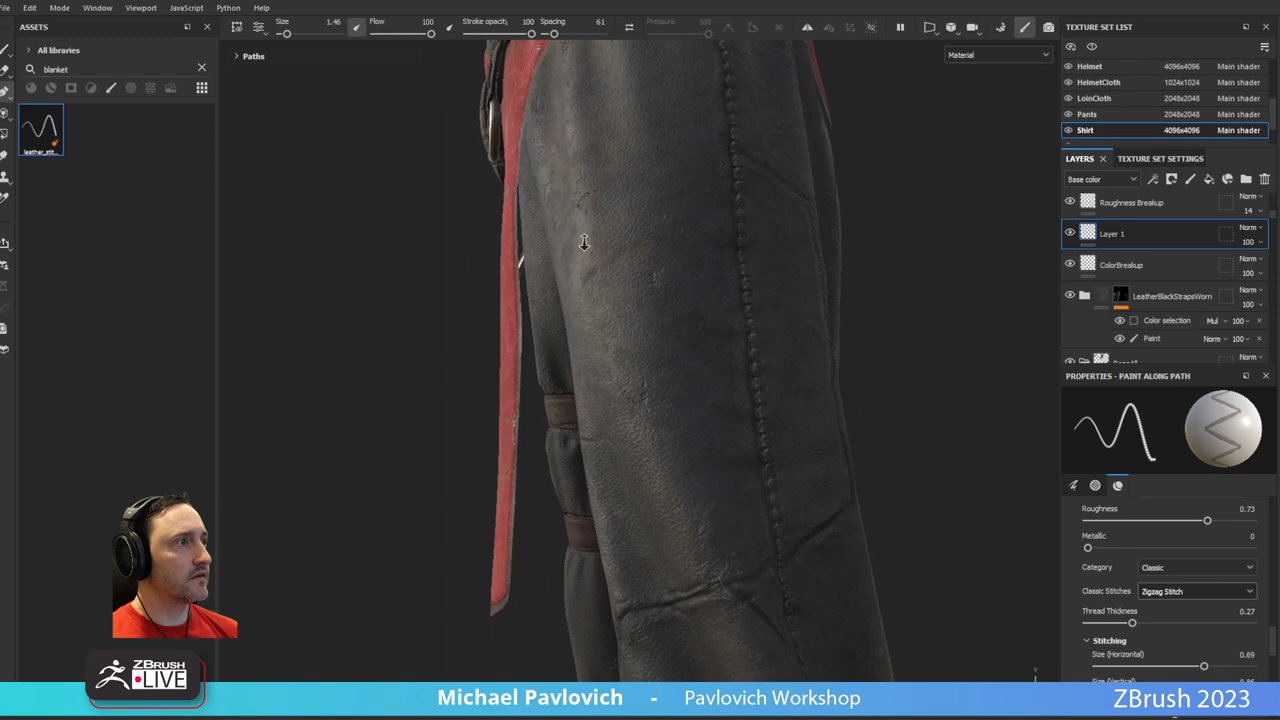 File Edit Mode Window Viewport JavaScript Python Help
ASSETS
All libraries
blanket
leather_stit...
Size 1.46 Flow 100 Stroke opacity 100 Spacing 61 Pressure 100
Paths
Material
TEXTURE SET LIST
Helmet 4096x4096 Main shader
HelmetCloth 1024x1024 Main shader
LoinCloth 2048x2048 Main shader
Pants 2048x2048 Main shader
Shirt 4096x4096 Main shader
LAYERS TEXTURE SET SETTINGS
Base color
Roughness Breakup Norm 14
Layer 1 Norm 100
ColorBreakup Norm 100
LeatherBlackStrapsWorn Norm 100
Color selection Mul 100
Paint Norm 100
Norm
PROPERTIES - PAINT ALONG PATH
Roughness 0.73
Metallic 0
Category Classic
Classic Stitches Zigzag Stitch
Thread Thickness 0.27
Stitching
Size (Horizontal) 0.69
ZBRUSH
LIVE
Michael Pavlovich - Pavlovich Workshop ZBrush 2023